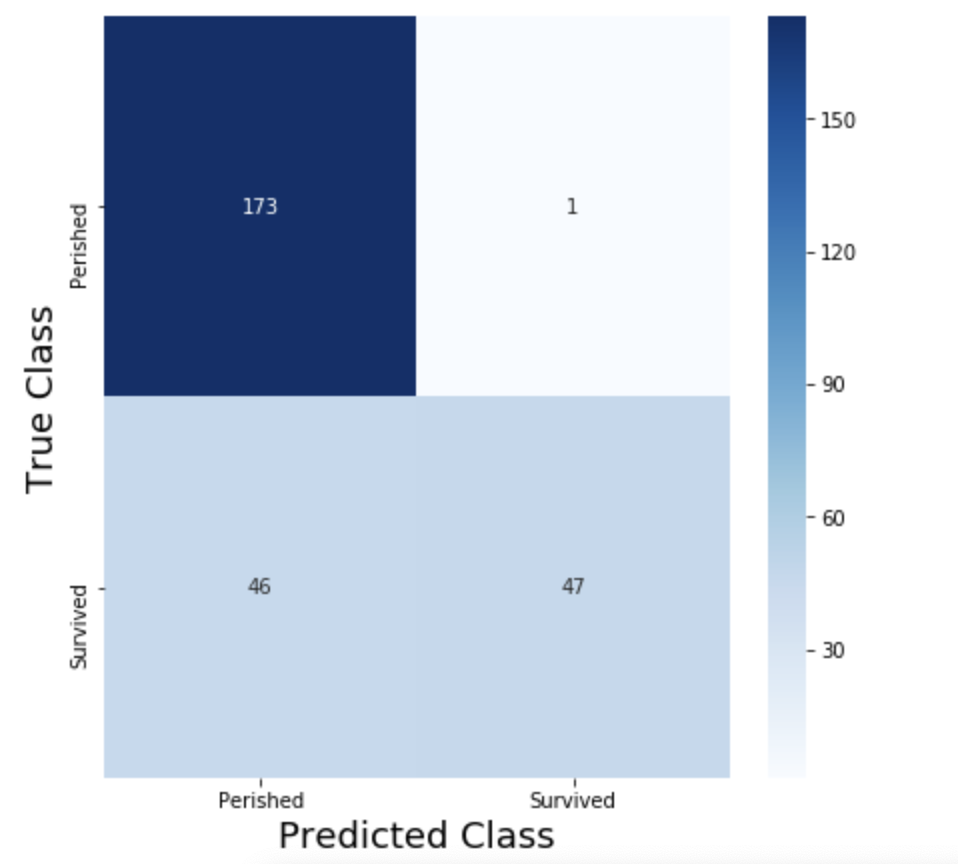 True Class
Perished
Survived
173
1
46
47
Perished
Survived
Predicted Class
150
120
90
60
30